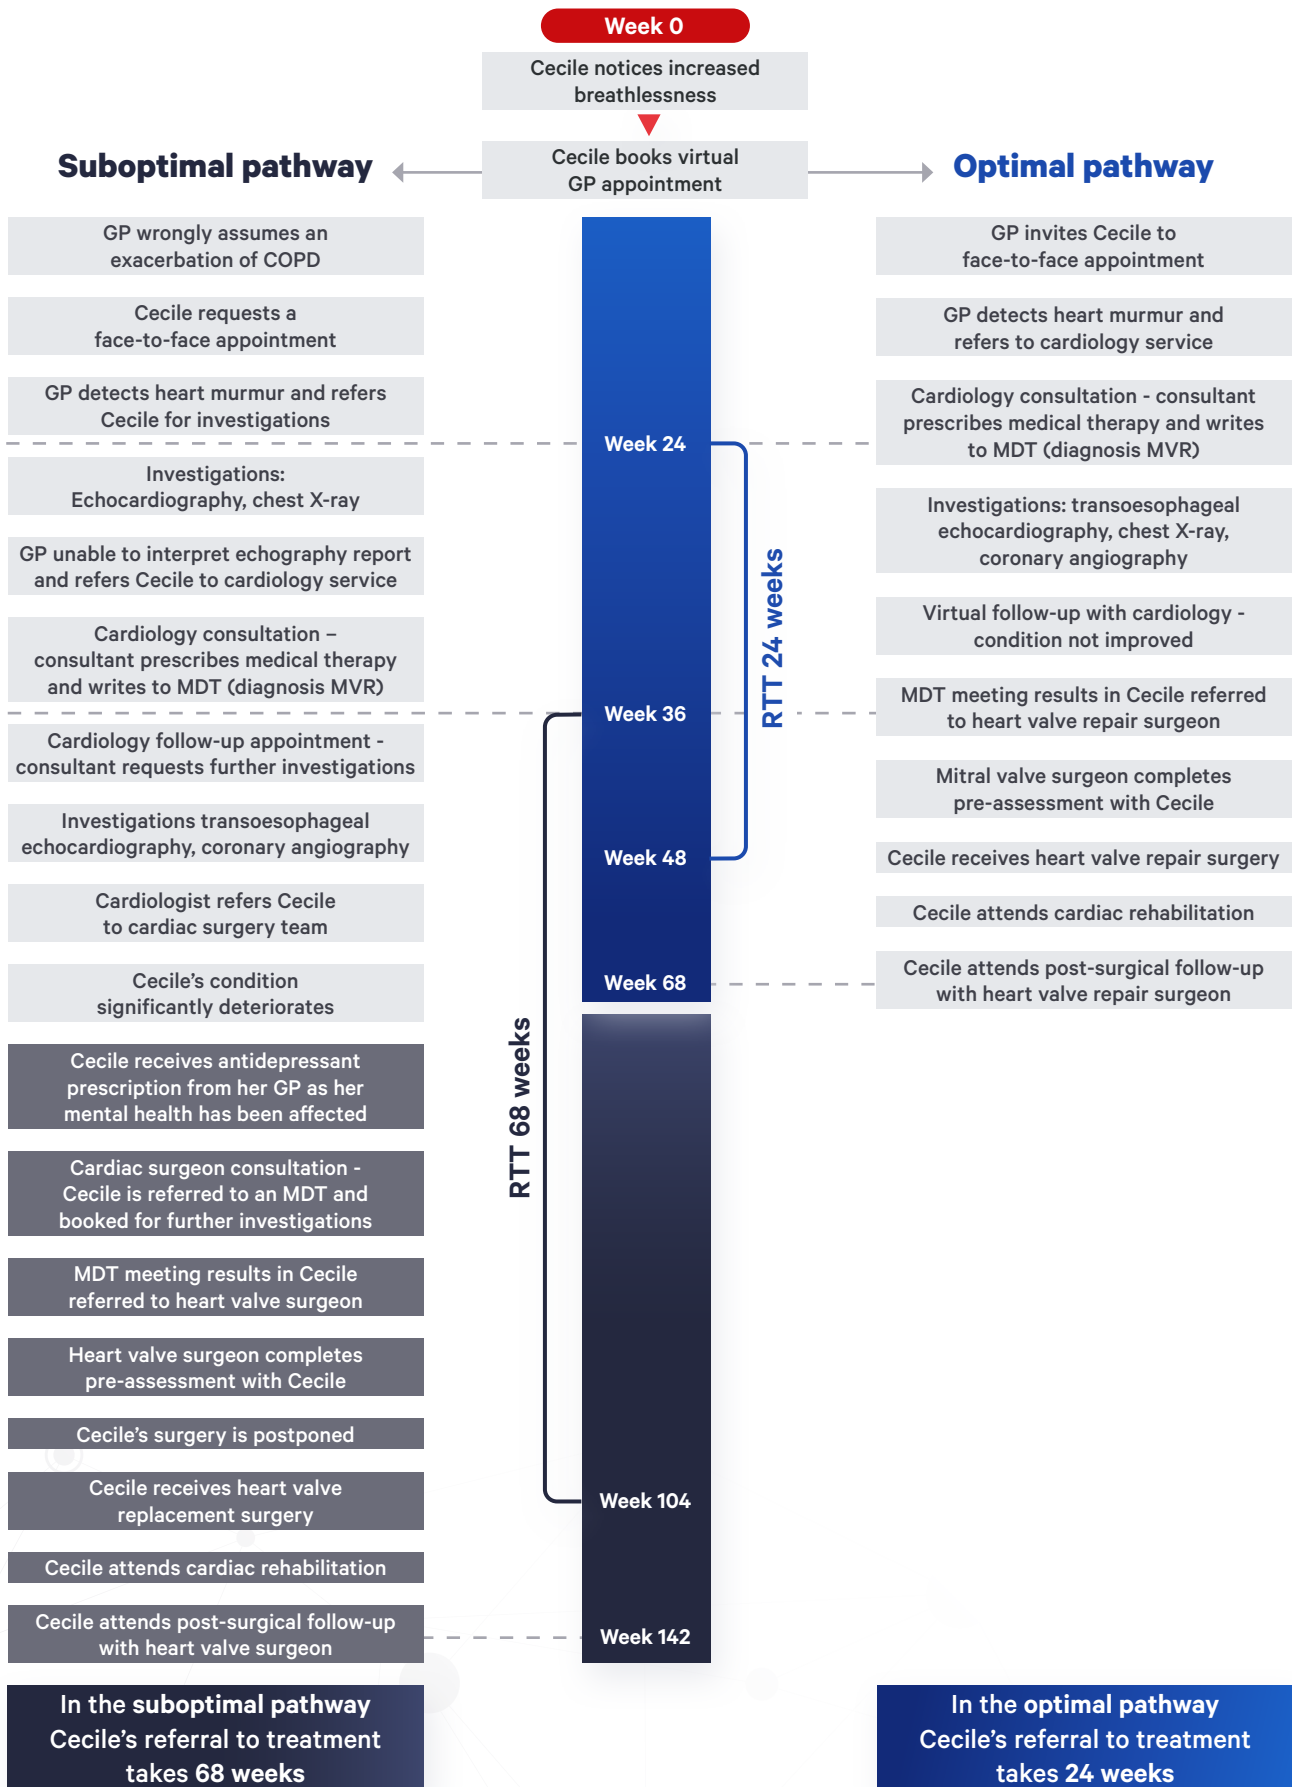 Week 0
Cecile notices increased
breathlessness
Cecile books virtual
GP appointment
Suboptimal pathway
Optimal pathway
GP wrongly assumes an
exacerbation of COPD
Cecile requests a
face-to-face appointment
GP detects heart murmur and refers
Cecile for investigations
Investigations:
Echocardiography, chest X-ray
GP unable to interpret echography report
and refers Cecile to cardiology service
Cardiology consultation –
consultant prescribes medical therapy
and writes to MDT (diagnosis MVR)
Cardiology follow-up appointment -
consultant requests further investigations
Investigations transoesophageal
echocardiography, coronary angiography
Cardiologist refers Cecile
to cardiac surgery team
Cecile's condition
significantly deteriorates
Cecile receives antidepressant
prescription from her GP as her
mental health has been affected
Cardiac surgeon consultation -
Cecile is referred to an MDT and
booked for further investigations
MDT meeting results in Cecile
referred to heart valve surgeon
Heart valve surgeon completes
pre-assessment with Cecile
Cecile's surgery is postponed
Cecile receives heart valve
replacement surgery
Cecile attends cardiac rehabilitation
Cecile attends post-surgical follow-up
with heart valve surgeon
In the suboptimal pathway
Cecile's referral to treatment
takes 68 weeks
Week 24
Week 36
Week 48
Week 68
Week 104
Week 142
RTT 68 weeks
RTT 24 weeks
GP invites Cecile to
face-to-face appointment
GP detects heart murmur and
refers to cardiology service
Cardiology consultation - consultant
prescribes medical therapy and writes
to MDT (diagnosis MVR)
Investigations: transoesophageal
echocardiography, chest X-ray,
coronary angiography
Virtual follow-up with cardiology -
condition not improved
MDT meeting results in Cecile referred
to heart valve repair surgeon
Mitral valve surgeon completes
pre-assessment with Cecile
Cecile receives heart valve repair surgery
Cecile attends cardiac rehabilitation
Cecile attends post-surgical follow-up
with heart valve repair surgeon
In the optimal pathway
Cecile's referral to treatment
takes 24 weeks